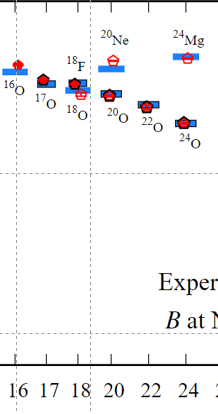 ²⁰Ne ²⁴Mg
¹⁸F
¹⁶O ¹⁷O ¹⁸O ²⁰O ²²O ²⁴O
Exper
B at N
16 17 18 20 22 24